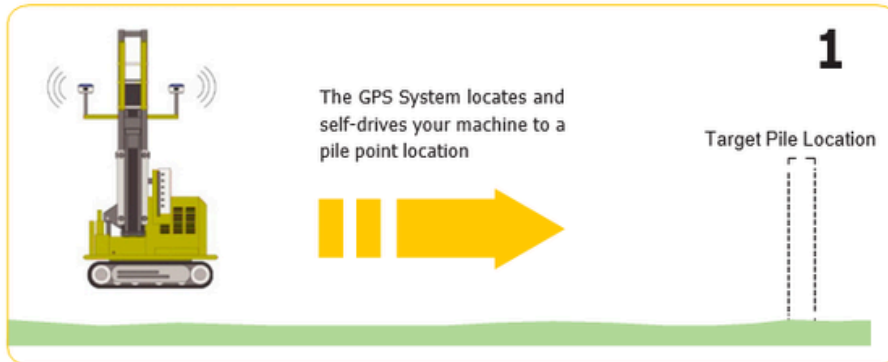 1
The GPS System locates and
self-drives your machine to a
pile point location
Target Pile Location